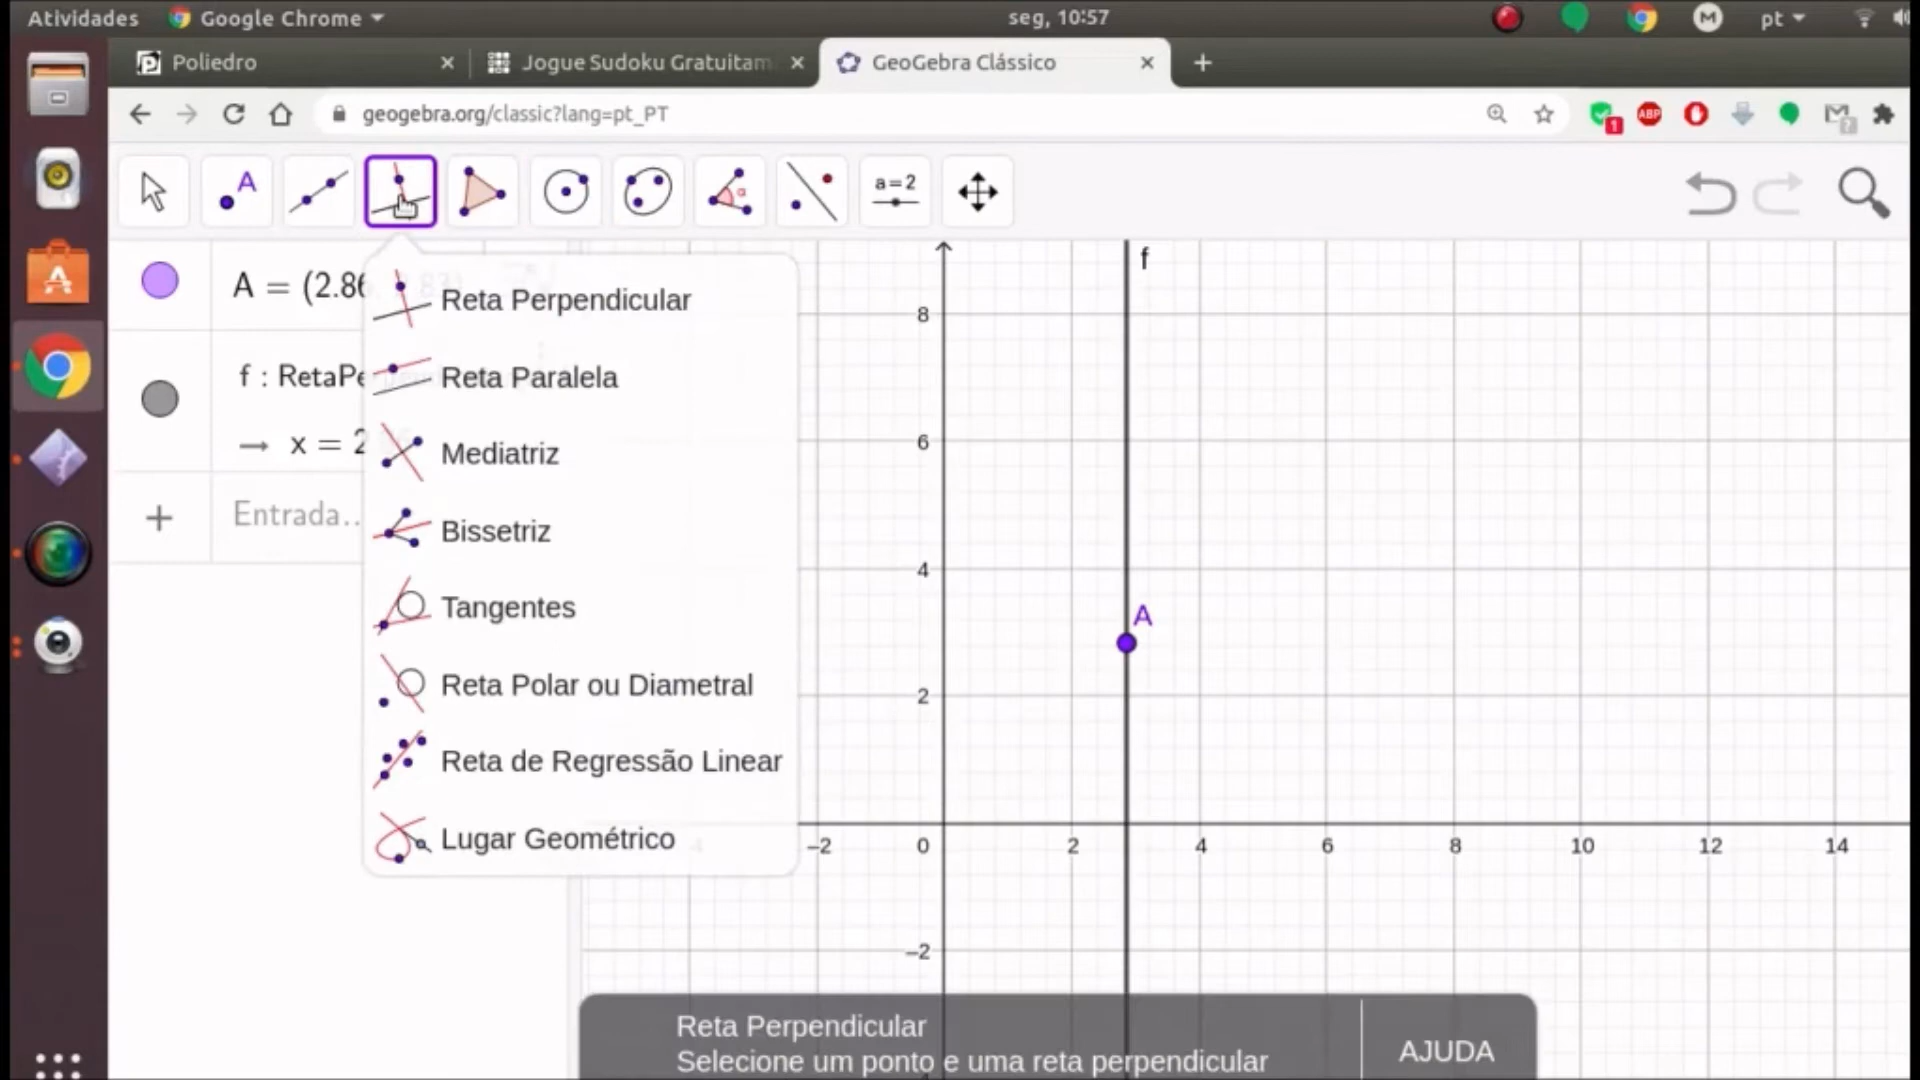 Atividades Google Chrome seg, 10:57 M pt
Poliedro Jogue Sudoku Gratuitam GeoGebra Clássico
geogebra.org/classic?lang=pt_PT 1 ABP
A a=2
A = (2.86
f : RetaPe
→ x = 2
Entrada...
Reta Perpendicular
Reta Paralela
Mediatriz
Bissetriz
Tangentes
Reta Polar ou Diametral
Reta de Regressão Linear
Lugar Geométrico
f
8
6
4
A
2
−2 0 2 4 6 8 10 12 14
−2
Reta Perpendicular
Selecione um ponto e uma reta perpendicular
AJUDA